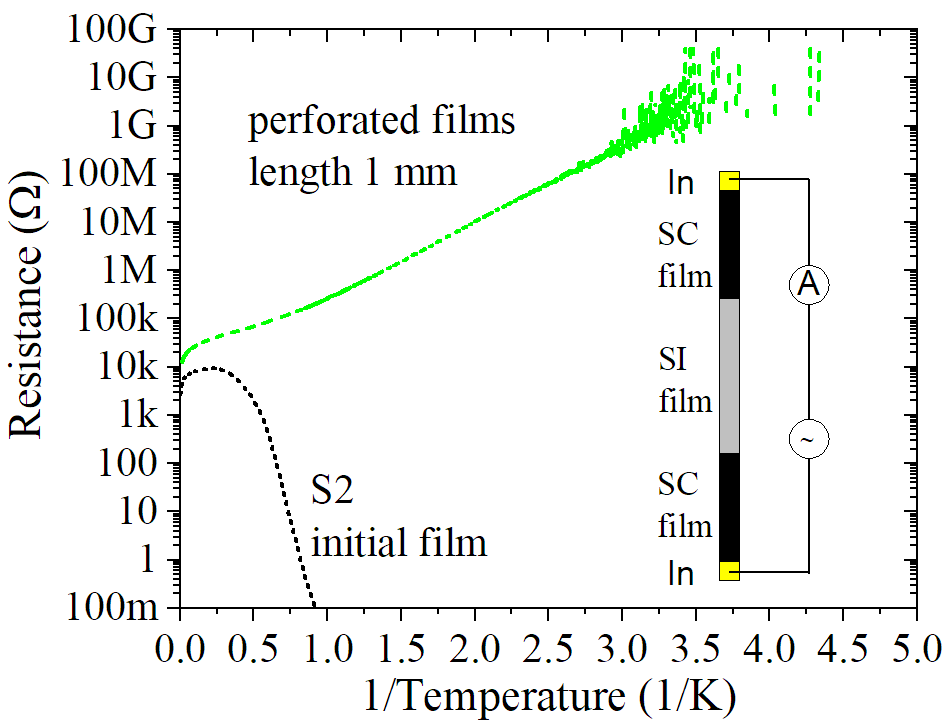 100G
10G
1G
100M
10M
1M
100k
10k
1k
100
10
1
100m
Resistance (Ω)
perforated films
length 1 mm
S2
initial film
In
SC
film
SI
film
SC
film
In
A
~
0.0 0.5 1.0 1.5 2.0 2.5 3.0 3.5 4.0 4.5 5.0
1/Temperature (1/K)